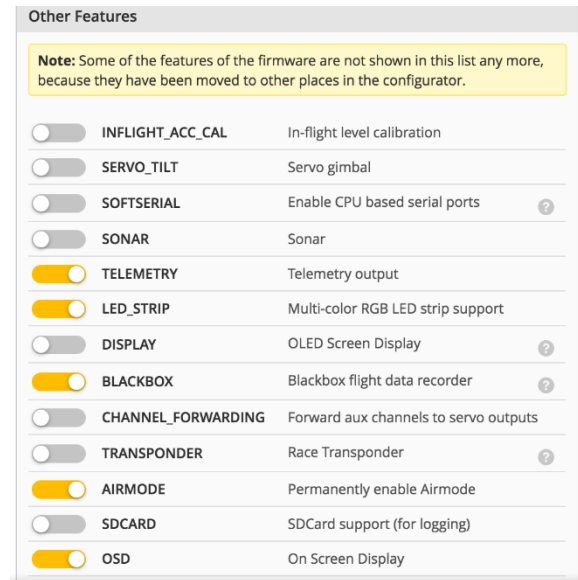 Other Features
Note: Some of the features of the firmware are not shown in this list any more,
because they have been moved to other places in the configurator.
INFLIGHT_ACC_CAL In-flight level calibration
SERVO_TILT Servo gimbal
SOFTSERIAL Enable CPU based serial ports ?
SONAR Sonar
TELEMETRY Telemetry output
LED_STRIP Multi-color RGB LED strip support
DISPLAY OLED Screen Display ?
BLACKBOX Blackbox flight data recorder ?
CHANNEL_FORWARDING Forward aux channels to servo outputs
TRANSPONDER Race Transponder ?
AIRMODE Permanently enable Airmode
SDCARD SDCard support (for logging)
OSD On Screen Display